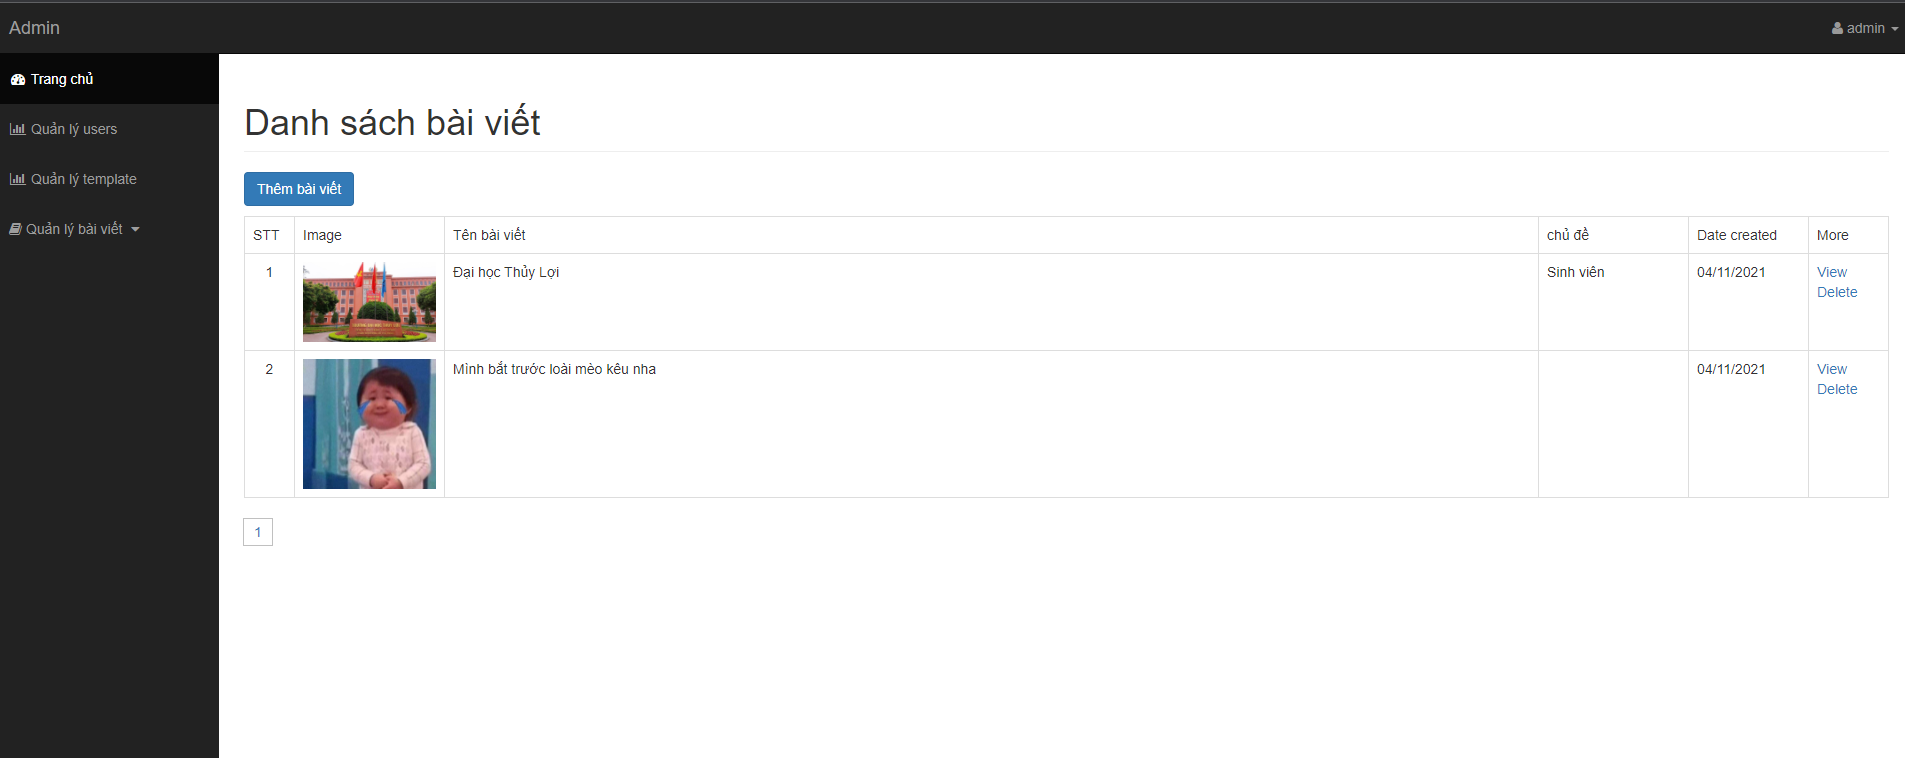 Admin
admin
Trang chủ
Quản lý users
Quản lý template
Quản lý bài viết
Danh sách bài viết
Thêm bài viết
STT Image Tên bài viết chủ đề Date created More
1 Đại học Thủy Lợi Sinh viên 04/11/2021 View
Delete
2 Mình bắt trước loài mèo kêu nha 04/11/2021 View
Delete
1